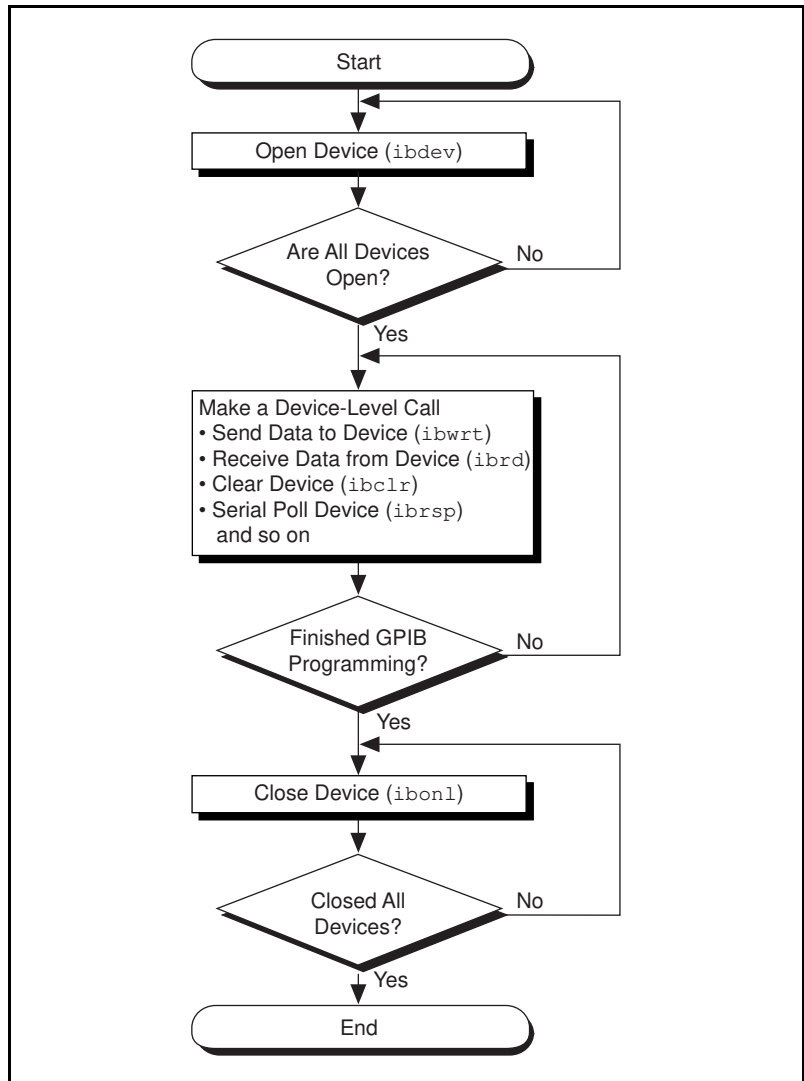 Start
Open Device (ibdev)
Are All Devices
Open?
No
Yes
Make a Device-Level Call
• Send Data to Device (ibwrt)
• Receive Data from Device (ibrd)
• Clear Device (ibclr)
• Serial Poll Device (ibrsp)
and so on
Finished GPIB
Programming?
No
Yes
Close Device (ibonl)
Closed All
Devices?
No
Yes
End